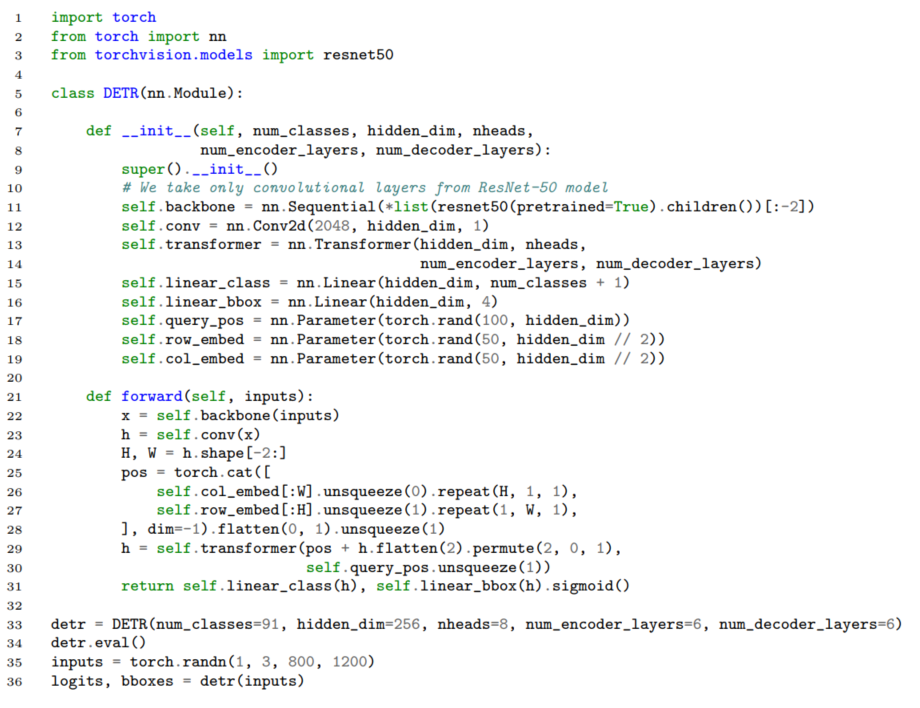 1 import torch
2 from torch import nn
3 from torchvision.models import resnet50
4
5 class DETR(nn.Module):
6
7     def __init__(self, num_classes, hidden_dim, nheads,
8                  num_encoder_layers, num_decoder_layers):
9         super().__init__()
10         # We take only convolutional layers from ResNet-50 model
11         self.backbone = nn.Sequential(*list(resnet50(pretrained=True).children())[:-2])
12         self.conv = nn.Conv2d(2048, hidden_dim, 1)
13         self.transformer = nn.Transformer(hidden_dim, nheads,
14                                           num_encoder_layers, num_decoder_layers)
15         self.linear_class = nn.Linear(hidden_dim, num_classes + 1)
16         self.linear_bbox = nn.Linear(hidden_dim, 4)
17         self.query_pos = nn.Parameter(torch.rand(100, hidden_dim))
18         self.row_embed = nn.Parameter(torch.rand(50, hidden_dim // 2))
19         self.col_embed = nn.Parameter(torch.rand(50, hidden_dim // 2))
20
21     def forward(self, inputs):
22         x = self.backbone(inputs)
23         h = self.conv(x)
24         H, W = h.shape[-2:]
25         pos = torch.cat([
26             self.col_embed[:W].unsqueeze(0).repeat(H, 1, 1),
27             self.row_embed[:H].unsqueeze(1).repeat(1, W, 1),
28         ], dim=-1).flatten(0, 1).unsqueeze(1)
29         h = self.transformer(pos + h.flatten(2).permute(2, 0, 1),
30                              self.query_pos.unsqueeze(1))
31         return self.linear_class(h), self.linear_bbox(h).sigmoid()
32
33 detr = DETR(num_classes=91, hidden_dim=256, nheads=8, num_encoder_layers=6, num_decoder_layers=6)
34 detr.eval()
35 inputs = torch.randn(1, 3, 800, 1200)
36 logits, bboxes = detr(inputs)